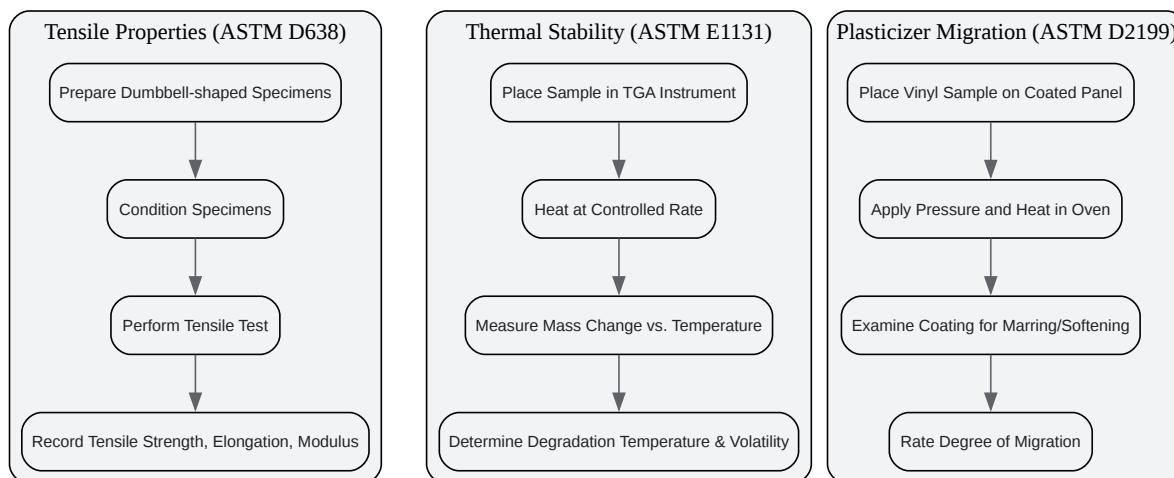 Tensile Properties (ASTM D638)
Prepare Dumbbell-shaped Specimens
Condition Specimens
Perform Tensile Test
Record Tensile Strength, Elongation, Modulus
Thermal Stability (ASTM E1131)
Place Sample in TGA Instrument
Heat at Controlled Rate
Measure Mass Change vs. Temperature
Determine Degradation Temperature & Volatility
Plasticizer Migration (ASTM D2199)
Place Vinyl Sample on Coated Panel
Apply Pressure and Heat in Oven
Examine Coating for Marring/Softening
Rate Degree of Migration